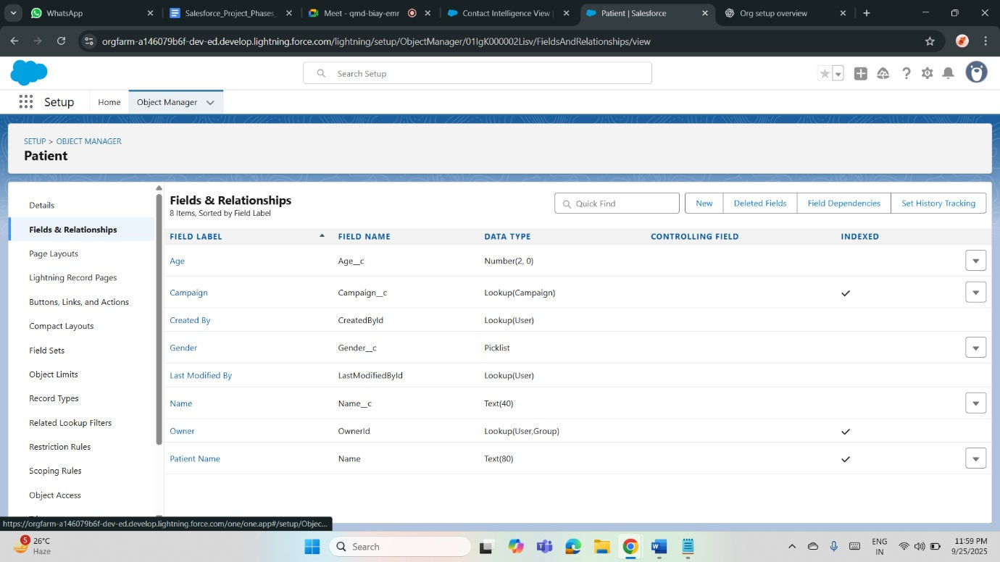 WhatsApp
Salesforce_Project_Phases_
Meet - qmd-biay-emr
Contact Intelligence View |
Patient | Salesforce
Org setup overview
orgfarm-a146079b6f-dev-ed.develop.lightning.force.com/lightning/setup/ObjectManager/01IgK000002Lisv/FieldsAndRelationships/view
Search Setup
Setup
Home
Object Manager
SETUP > OBJECT MANAGER
Patient
Details
Fields & Relationships
Page Layouts
Lightning Record Pages
Buttons, Links, and Actions
Compact Layouts
Field Sets
Object Limits
Record Types
Related Lookup Filters
Restriction Rules
Scoping Rules
Object Access
Fields & Relationships
8 Items, Sorted by Field Label
Quick Find
New
Deleted Fields
Field Dependencies
Set History Tracking
FIELD LABEL FIELD NAME DATA TYPE CONTROLLING FIELD INDEXED
Age Age__c Number(2, 0)
Campaign Campaign__c Lookup(Campaign)
Created By CreatedById Lookup(User)
Gender Gender__c Picklist
Last Modified By LastModifiedById Lookup(User)
Name Name__c Text(40)
Owner OwnerId Lookup(User,Group)
Patient Name Name Text(80)
https://orgfarm-a146079b6f-dev-ed.develop.lightning.force.com/one/one.app#/setup/Objec...
5
26°C
Haze
Search
ENG
IN
11:59 PM
9/25/2025